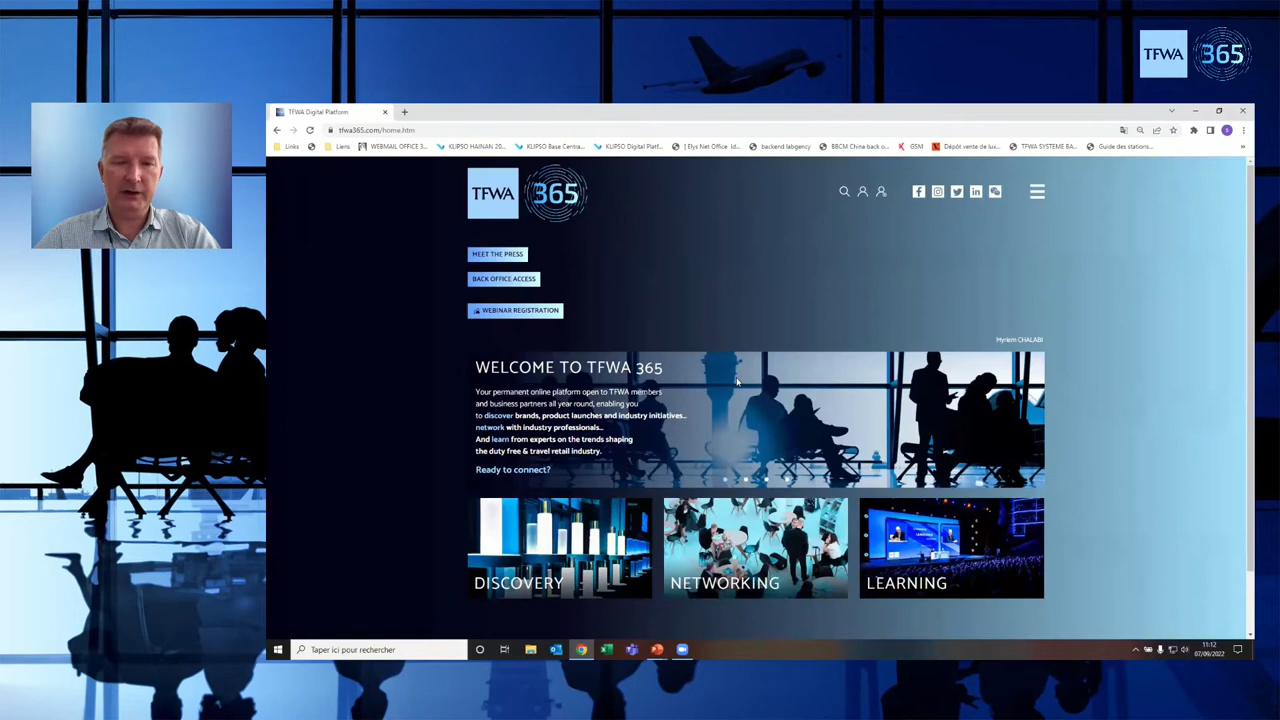 TFWA 365
TFWA Digital Platform
tfwa365.com/home.htm
Links
Liens
WEBMAIL OFFICE 3...
KLIPSO HAINAN 20...
KLIPSO Base Centra...
KLIPSO Digital Platf...
[ Elys Net Office Id...
backend labgency
BBCM China back o...
GSM
Dépôt vente de lux...
TFWA SYSTEME BA...
Guide des stations...
TFWA 365
MEET THE PRESS
BACK OFFICE ACCESS
WEBINAR REGISTRATION
Myriem CHALABI
WELCOME TO TFWA 365
Your permanent online platform open to TFWA members
and business partners all year round, enabling you
to discover brands, product launches and industry initiatives...
network with industry professionals...
And learn from experts on the trends shaping
the duty free & travel retail industry.
Ready to connect?
DISCOVERY
NETWORKING
LEARNING
Taper ici pour rechercher
11:12
07/09/2022